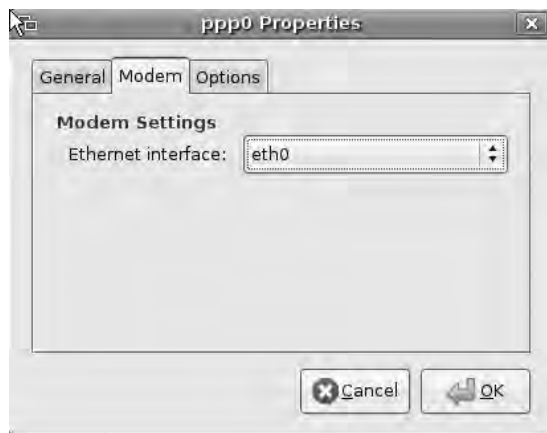 ppp0 Properties
General Modem Options
Modem Settings
Ethernet interface: eth0
Cancel OK